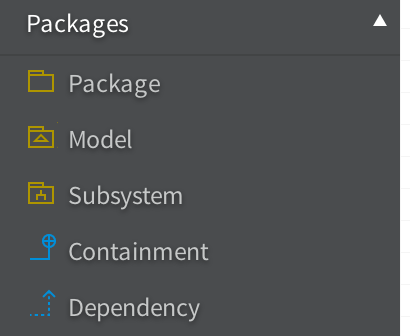 Packages
Package
Model
Subsystem
Containment
Dependency